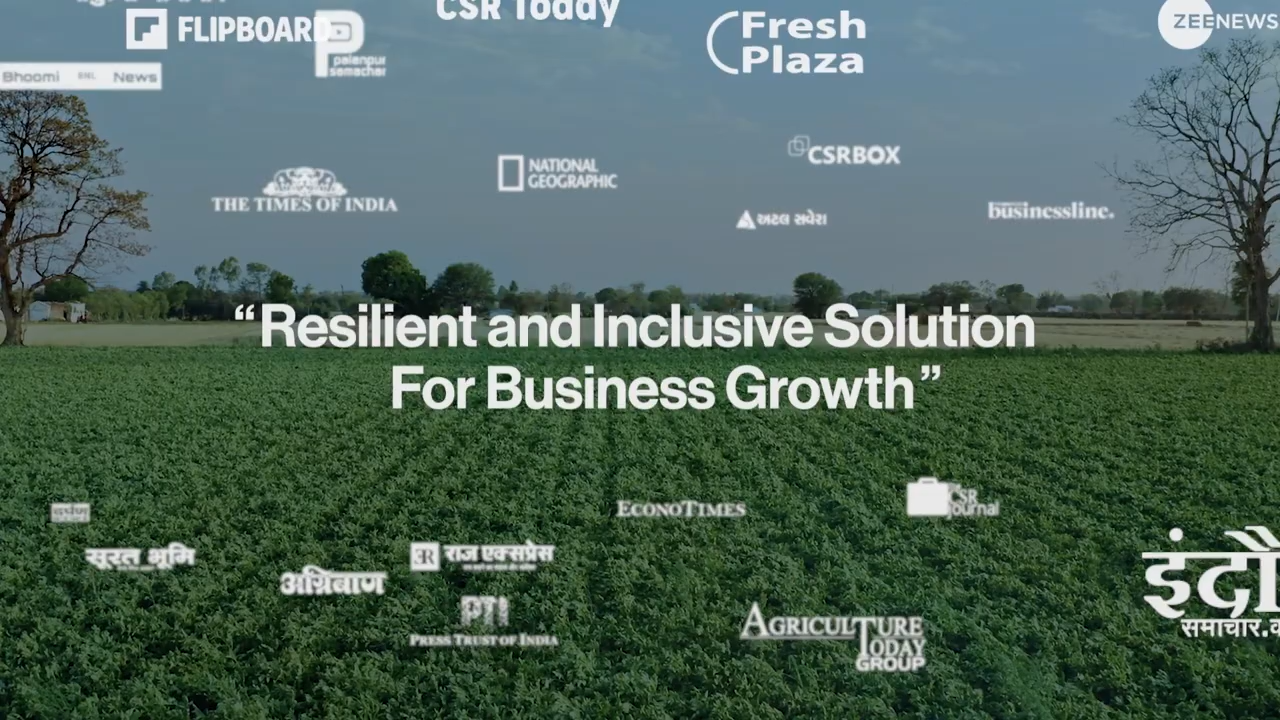 CSR Today
FLIPBOARD
palanpur
samachar
Fresh
Plaza
ZEENEWS
Bhoomi BNL News
NATIONAL
GEOGRAPHIC
CSRBOX
THE TIMES OF INDIA
અટલ સવેરા
businessline.
“Resilient and Inclusive Solution
For Business Growth”
ECONOTIMES
CSR
Journal
सूरत भूमि
ER राज एक्सप्रेस
अग्निबाण
PTI
PRESS TRUST OF INDIA
AGRICULTURE
TODAY
GROUP
इंदौ
समाचार.